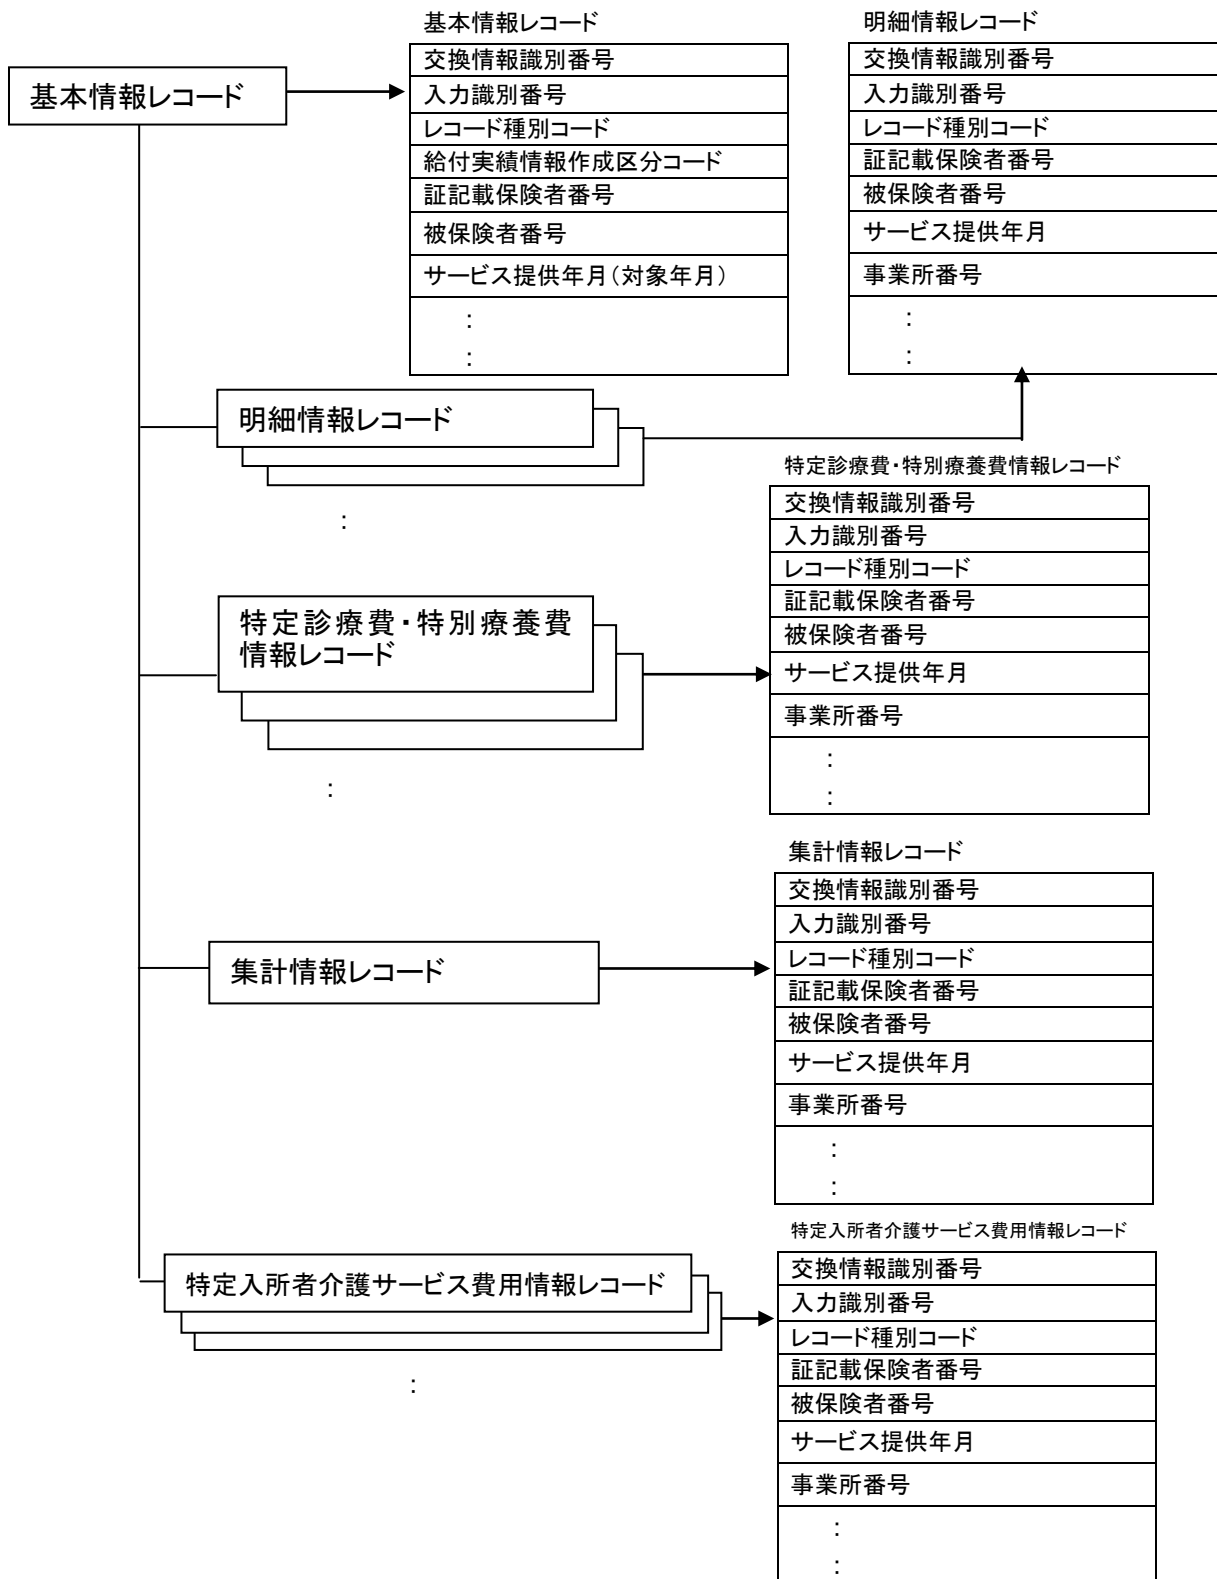 基本情報レコード
基本情報レコード
交換情報識別番号
入力識別番号
レコード種別コード
給付実績情報作成区分コード
証記載保険者番号
被保険者番号
サービス提供年月（対象年月）
：
：
明細情報レコード
交換情報識別番号
入力識別番号
レコード種別コード
証記載保険者番号
被保険者番号
サービス提供年月
事業所番号
：
：
明細情報レコード
：
特定診療費・特別療養費情報レコード
交換情報識別番号
入力識別番号
レコード種別コード
証記載保険者番号
被保険者番号
サービス提供年月
事業所番号
：
：
特定診療費・特別療養費
情報レコード
：
集計情報レコード
交換情報識別番号
入力識別番号
レコード種別コード
証記載保険者番号
被保険者番号
サービス提供年月
事業所番号
：
：
集計情報レコード
特定入所者介護サービス費用情報レコード
交換情報識別番号
入力識別番号
レコード種別コード
証記載保険者番号
被保険者番号
サービス提供年月
事業所番号
：
：
特定入所者介護サービス費用情報レコード
：